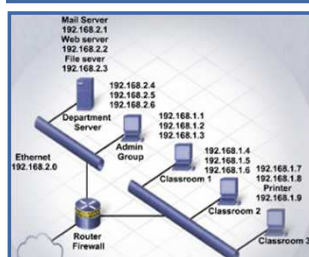 Mail Server
192.168.2.1
Web server
192.168.2.2
File sever
192.168.2.3
192.168.2.4
192.168.2.5
192.168.2.6
Department
Server
192.168.1.1
192.168.1.2
192.168.1.3
Admin
Group
Ethernet
192.168.2.0
192.168.1.4
192.168.1.5
192.168.1.6
Classroom 1
192.168.1.7
192.168.1.8
Printer
192.168.1.9
Classroom 2
Classroom 3
Router
Firewall